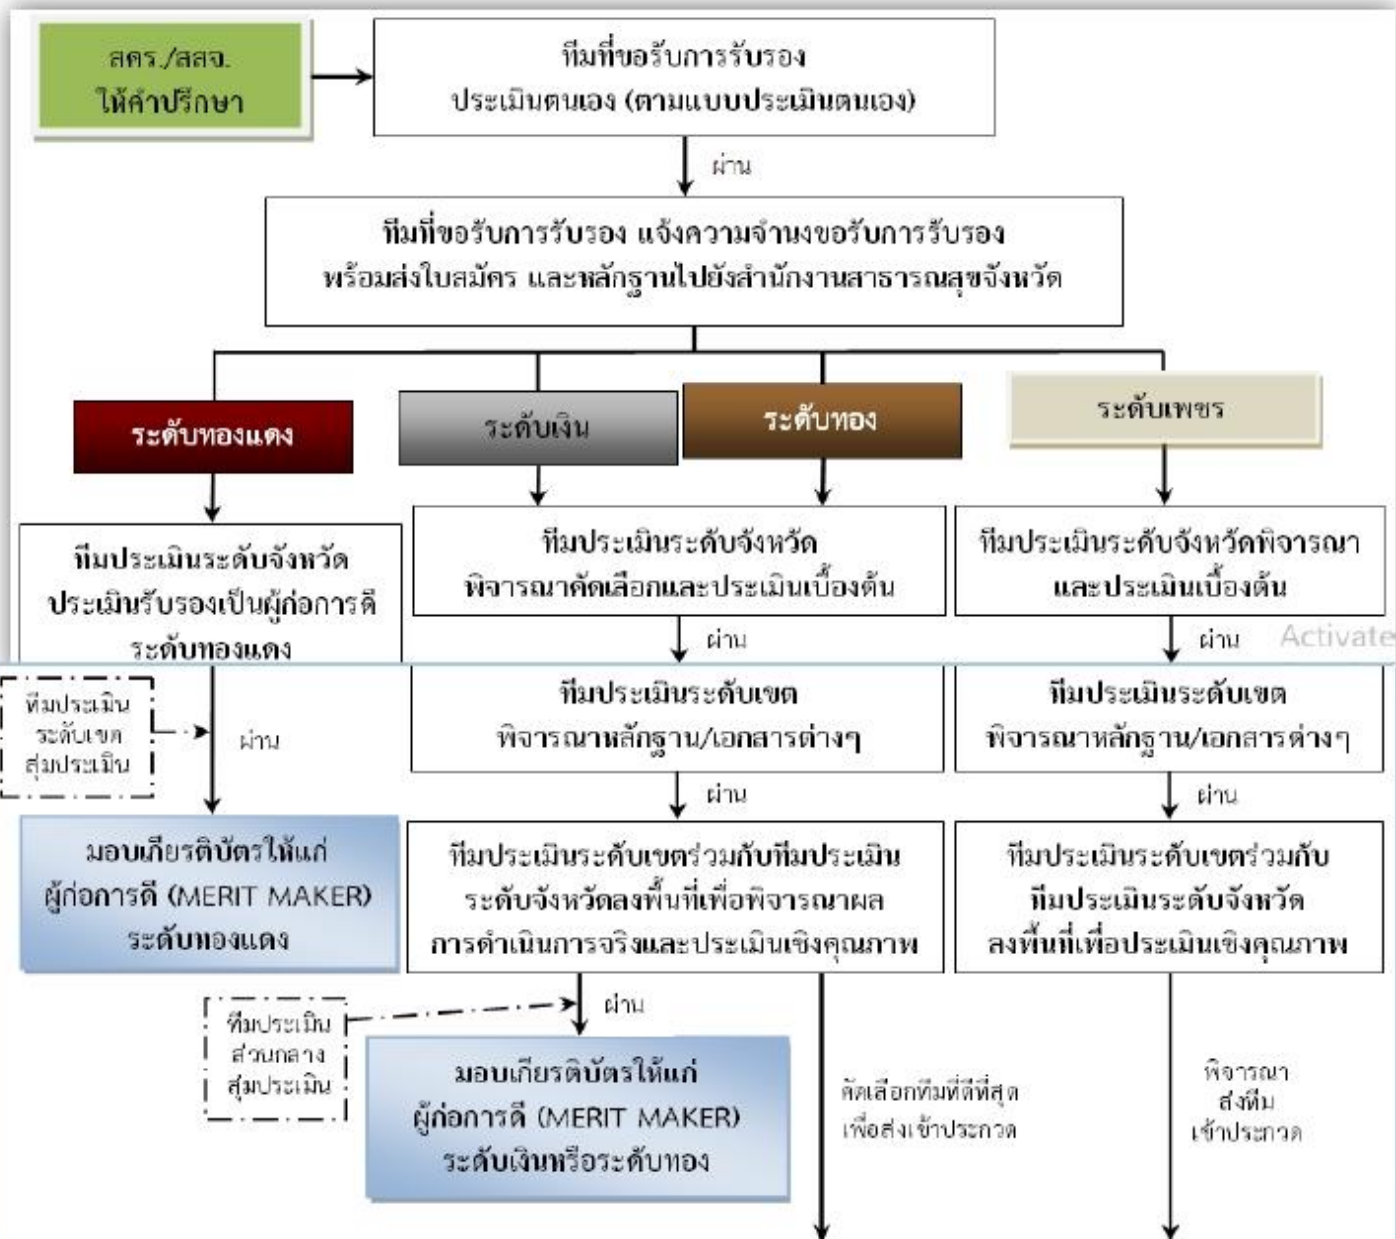 สคร./สสจ.
ให้คำปรึกษา
ทีมที่ขอรับการรับรอง
ประเมินตนเอง (ตามแบบประเมินตนเอง)
ผ่าน
ทีมที่ขอรับการรับรอง แจ้งความจำนงขอรับการรับรอง
พร้อมส่งใบสมัคร และหลักฐานไปยังสำนักงานสาธารณสุขจังหวัด
ระดับทองแดง
ระดับเงิน
ระดับทอง
ระดับเพชร
ทีมประเมินระดับจังหวัด
ประเมินรับรองเป็นผู้ก่อการดี
ระดับทองแดง
ทีมประเมินระดับจังหวัด
พิจารณาคัดเลือกและประเมินเบื้องต้น
ทีมประเมินระดับจังหวัดพิจารณา
และประเมินเบื้องต้น
ผ่าน
ผ่าน
Activate
ทีมประเมิน
ระดับเขต
สุ่มประเมิน
ผ่าน
ทีมประเมินระดับเขต
พิจารณาหลักฐาน/เอกสารต่างๆ
ทีมประเมินระดับเขต
พิจารณาหลักฐาน/เอกสารต่างๆ
ผ่าน
ผ่าน
มอบเกียรติบัตรให้แก่
ผู้ก่อการดี (MERIT MAKER)
ระดับทองแดง
ทีมประเมินระดับเขตร่วมกับทีมประเมิน
ระดับจังหวัดลงพื้นที่เพื่อพิจารณาผล
การดำเนินการจริงและประเมินเชิงคุณภาพ
ทีมประเมินระดับเขตร่วมกับ
ทีมประเมินระดับจังหวัด
ลงพื้นที่เพื่อประเมินเชิงคุณภาพ
ทีมประเมิน
ส่วนกลาง
สุ่มประเมิน
ผ่าน
มอบเกียรติบัตรให้แก่
ผู้ก่อการดี (MERIT MAKER)
ระดับเงินหรือระดับทอง
คัดเลือกทีมที่ดีที่สุด
เพื่อส่งเข้าประกวด
พิจารณา
ส่งทีม
เข้าประกวด